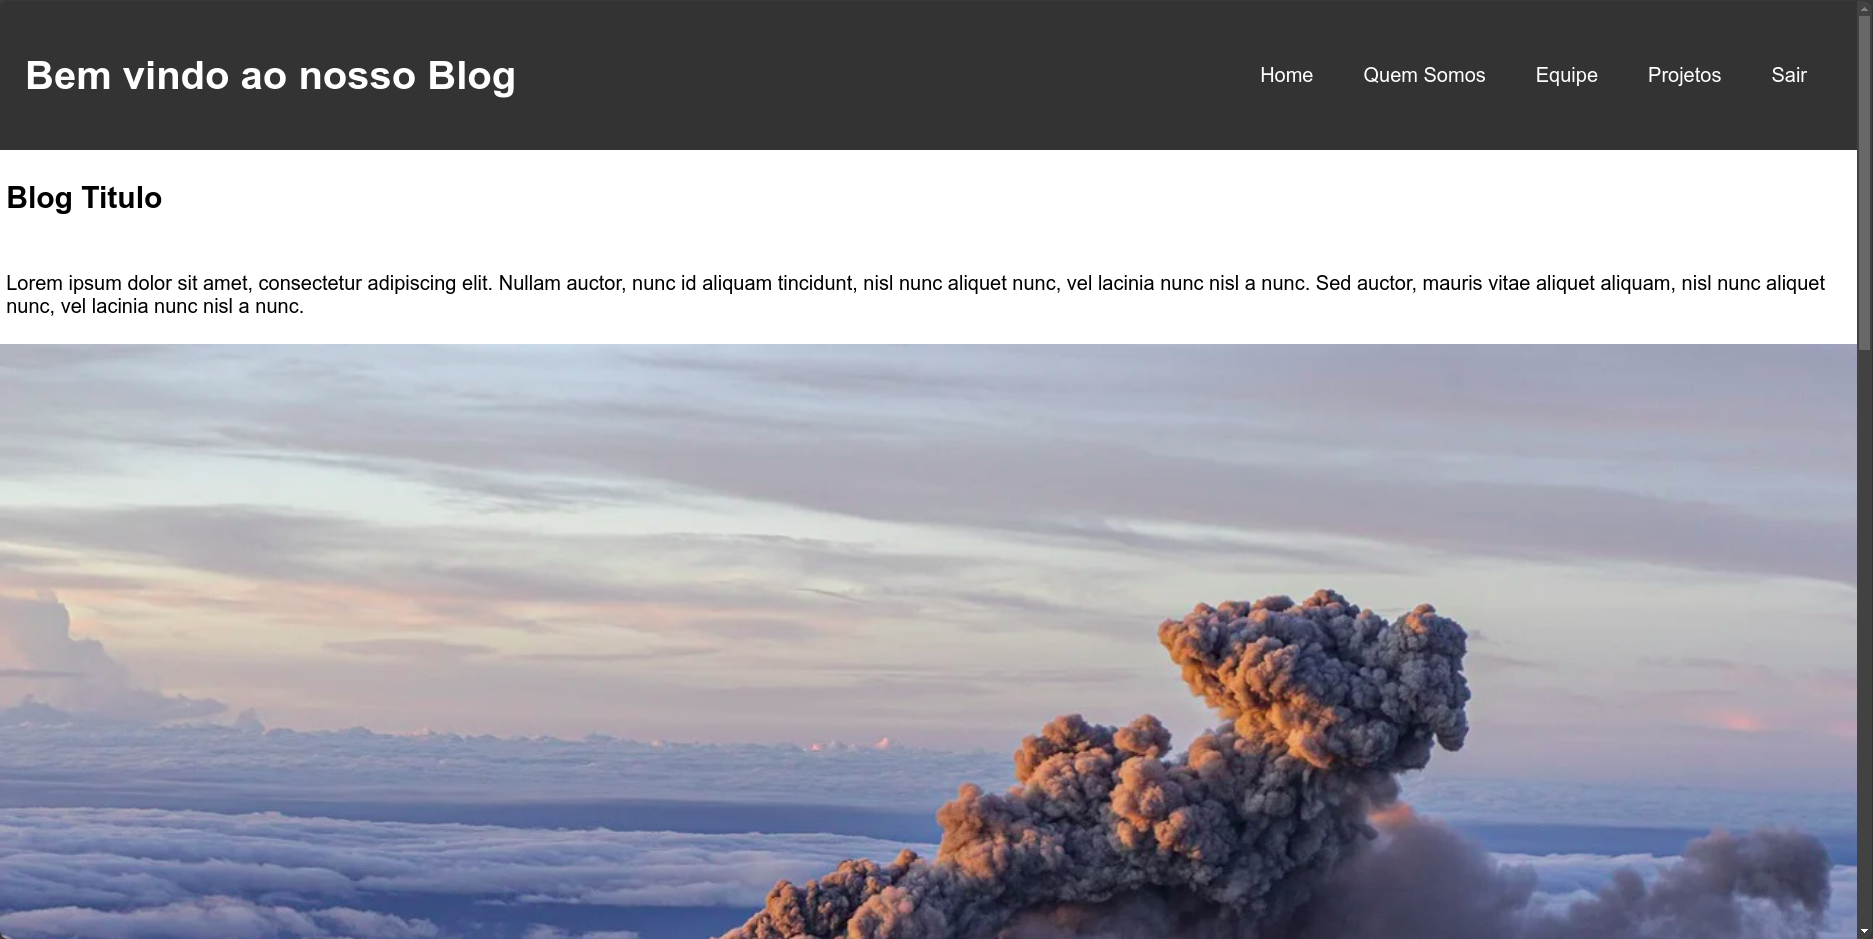 Bem vindo ao nosso Blog
Home Quem Somos Equipe Projetos Sair
Blog Titulo
Lorem ipsum dolor sit amet, consectetur adipiscing elit. Nullam auctor, nunc id aliquam tincidunt, nisl nunc aliquet nunc, vel lacinia nunc nisl a nunc. Sed auctor, mauris vitae aliquet aliquam, nisl nunc aliquet
nunc, vel lacinia nunc nisl a nunc.